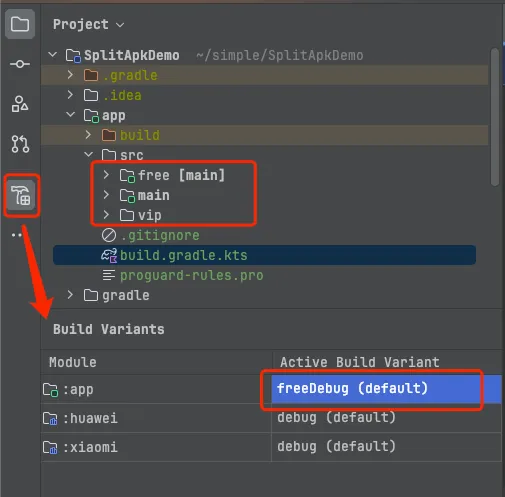 Project
SplitApkDemo ~/simple/SplitApkDemo
.gradle
.idea
app
build
src
free [main]
main
vip
.gitignore
build.gradle.kts
proguard-rules.pro
gradle
Build Variants
Module Active Build Variant
:app freeDebug (default)
:huawei debug (default)
:xiaomi debug (default)